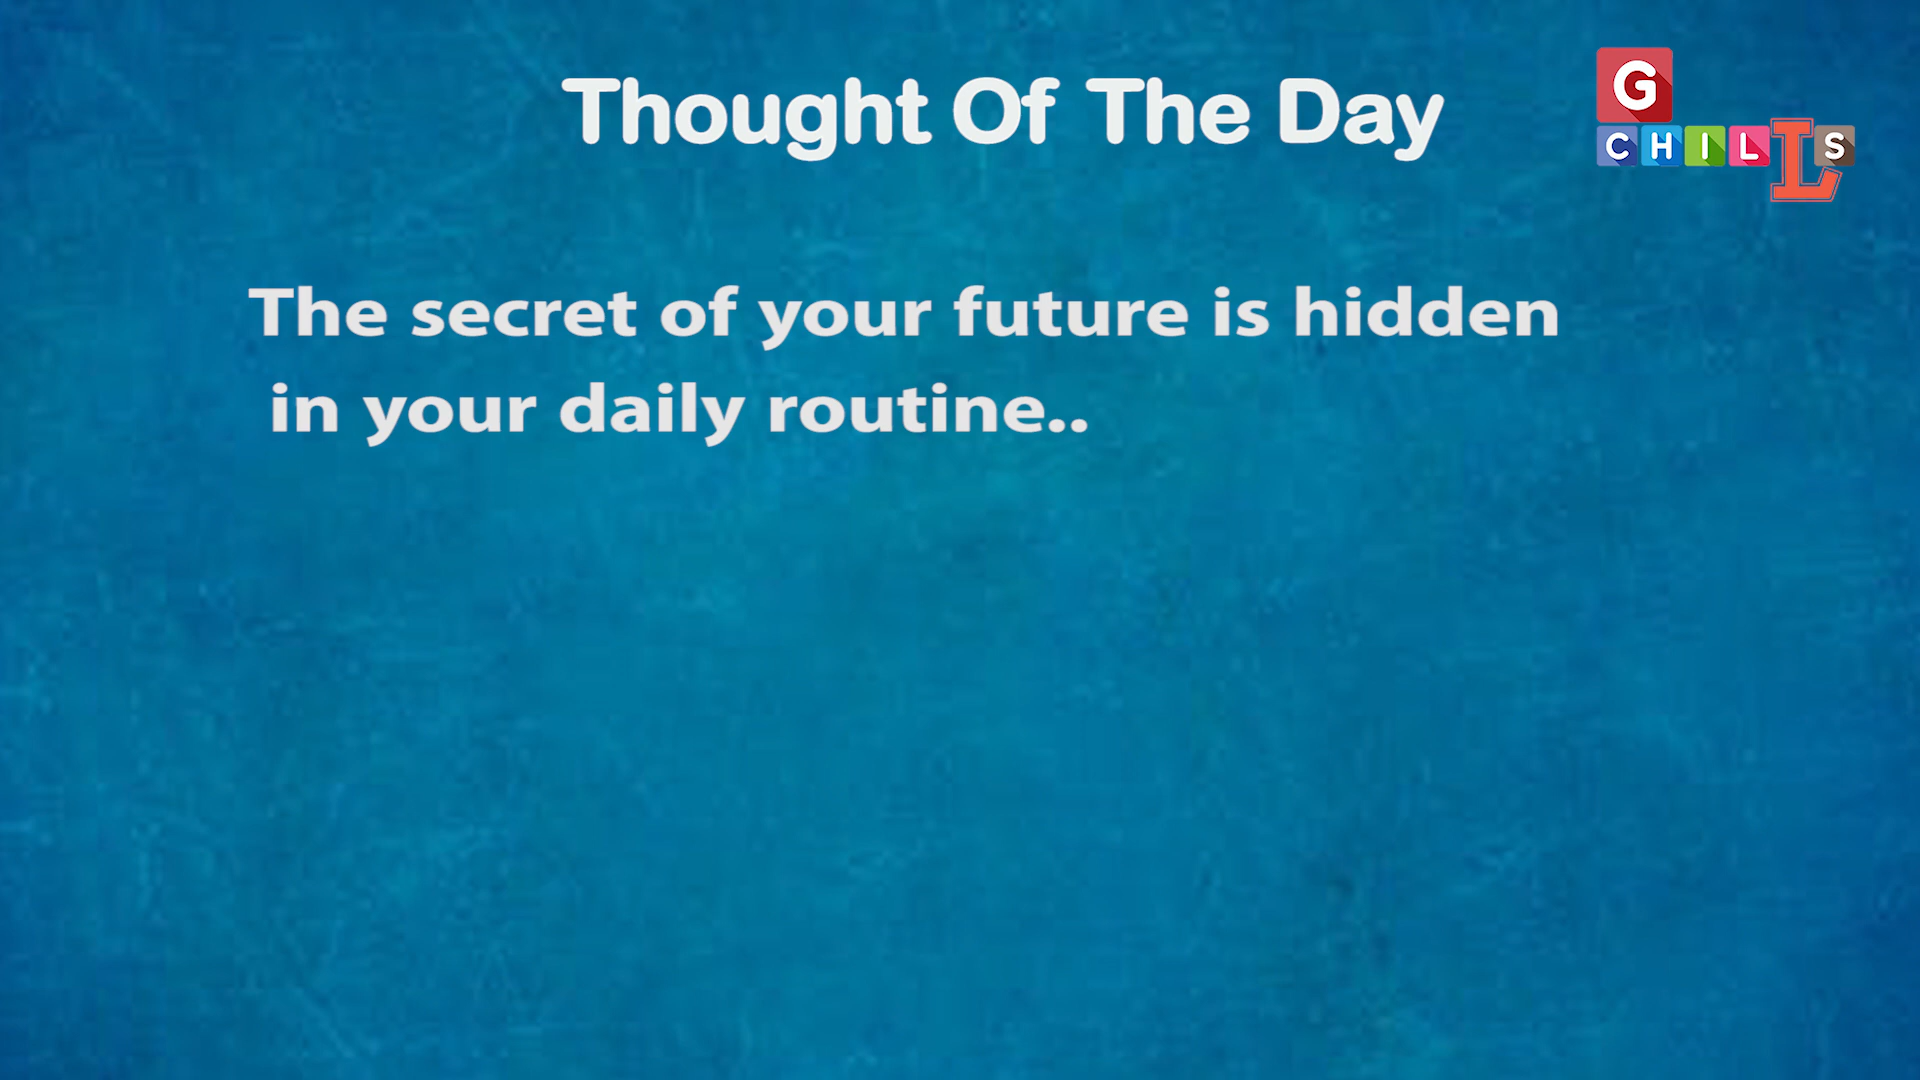 Thought Of The Day
G
CHILLS
The secret of your future is hidden
in your daily routine..